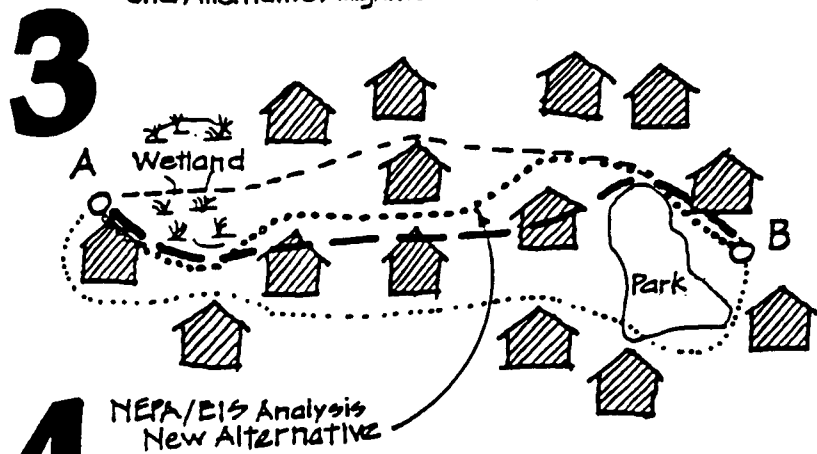 3
A
Wetland
B
Park
NEPA/EIS Analysis
New Alternative
4